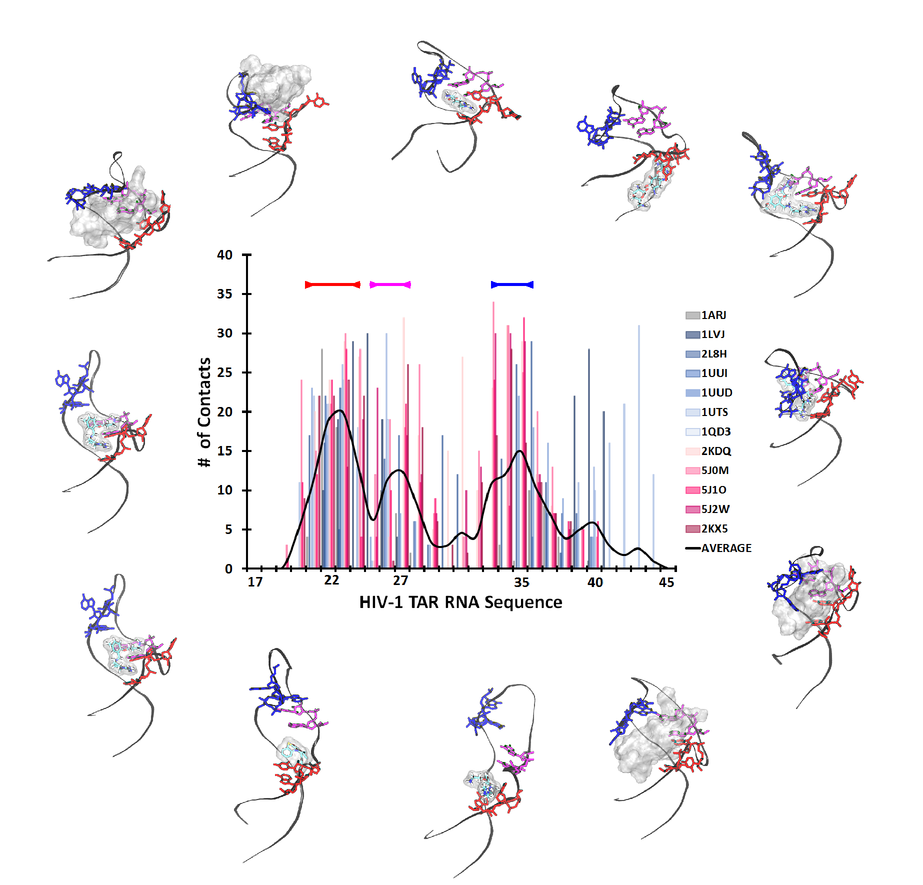 40
35
30
25
20
15
10
5
0
# of Contacts
17 22 27 35 40 45
HIV-1 TAR RNA Sequence
1ARJ
1LVJ
2L8H
1UUI
1UUD
1UTS
1QD3
2KDQ
5J0M
5J1O
5J2W
2KX5
AVERAGE